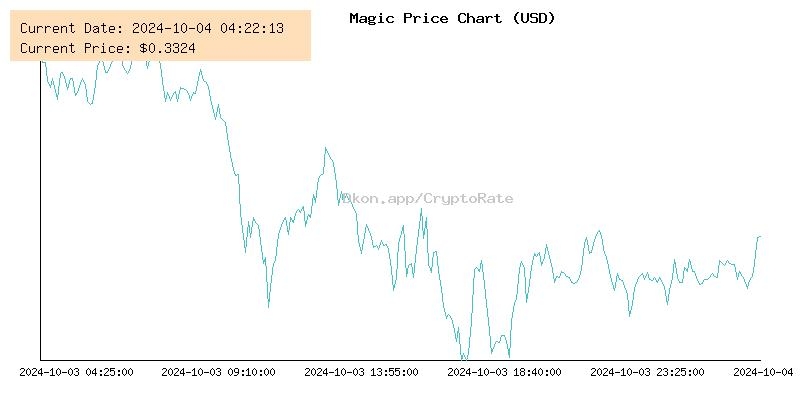 Magic Price Chart (USD)
Current Date: 2024-10-04 04:22:13
Current Price: $0.3324
Dkon.app/CryptoRate
2024-10-03 04:25:00 2024-10-03 09:10:00 2024-10-03 13:55:00 2024-10-03 18:40:00 2024-10-03 23:25:00 2024-10-04